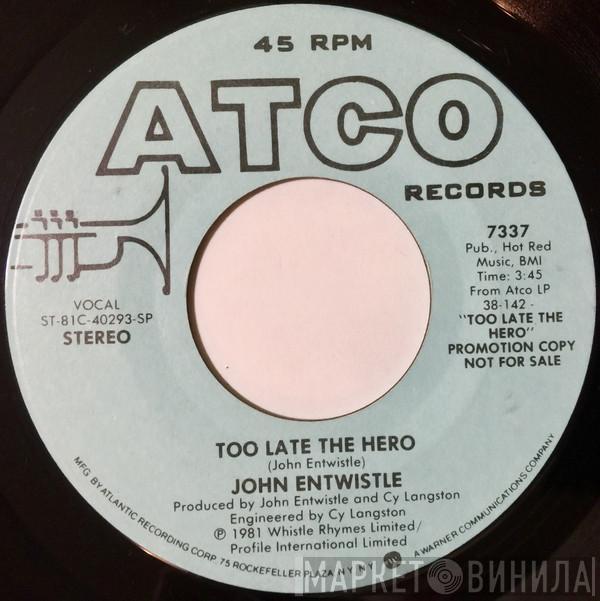 45 RPM
ATCO
RECORDS
7337
Pub., Hot Red
Music, BMI
Time: 3:45
From Atco LP
38-142 -
"TOO LATE THE
HERO"
PROMOTION COPY
NOT FOR SALE
VOCAL
ST-81C-40293-SP
STEREO
TOO LATE THE HERO
(John Entwistle)
JOHN ENTWISTLE
Produced by John Entwistle and Cy Langston
Engineered by Cy Langston
℗ 1981 Whistle Rhymes Limited/
Profile International Limited
MFG BY ATLANTIC RECORDING CORP. 75 ROCKEFELLER PLAZA, N.Y. N.Y. A WARNER COMMUNICATIONS COMPANY
МАРКЕТ ВИНИЛА